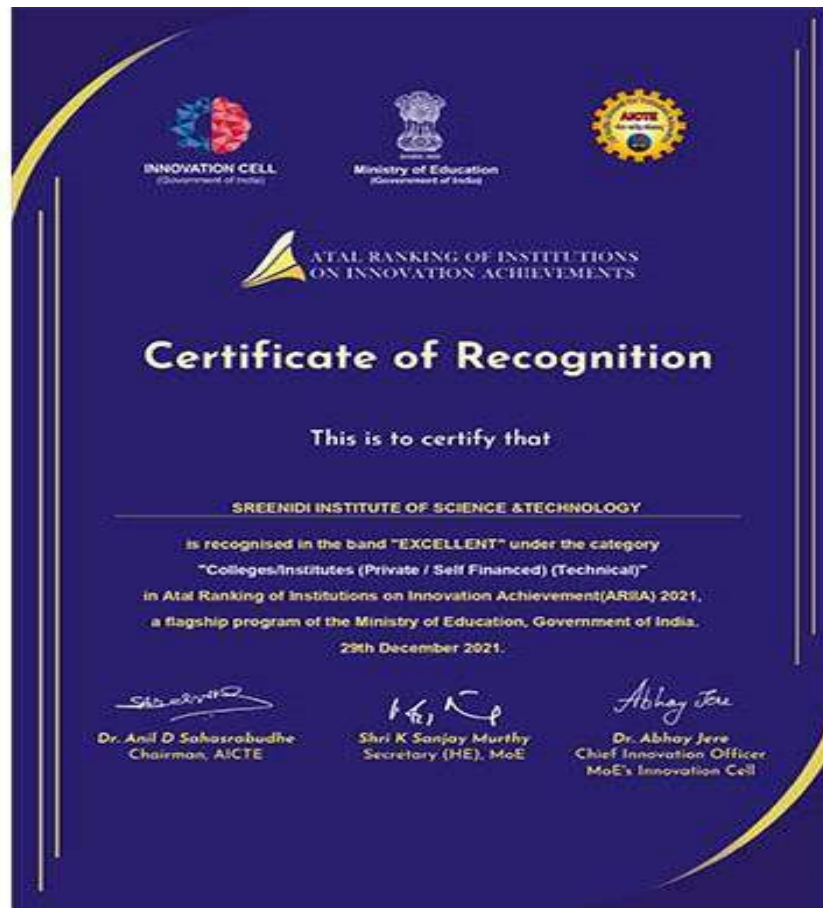 INNOVATION CELL
(Government of India)
Ministry of Education
(Government of India)
AICTE
ATAL RANKING OF INSTITUTIONS
ON INNOVATION ACHIEVEMENTS
Certificate of Recognition
This is to certify that
SREENIDI INSTITUTE OF SCIENCE &TECHNOLOGY
is recognised in the band "EXCELLENT" under the category
"Colleges/Institutes (Private / Self Financed) (Technical)"
in Atal Ranking of Institutions on Innovation Achievement(ARIIA) 2021,
a flagship program of the Ministry of Education, Government of India.
29th December 2021.
Abhay Jere
Dr. Anil D Sahasrabudhe
Chairman, AICTE
Shri K Sanjay Murthy
Secretary (HE), MoE
Dr. Abhay Jere
Chief Innovation Officer
MoE's Innovation Cell